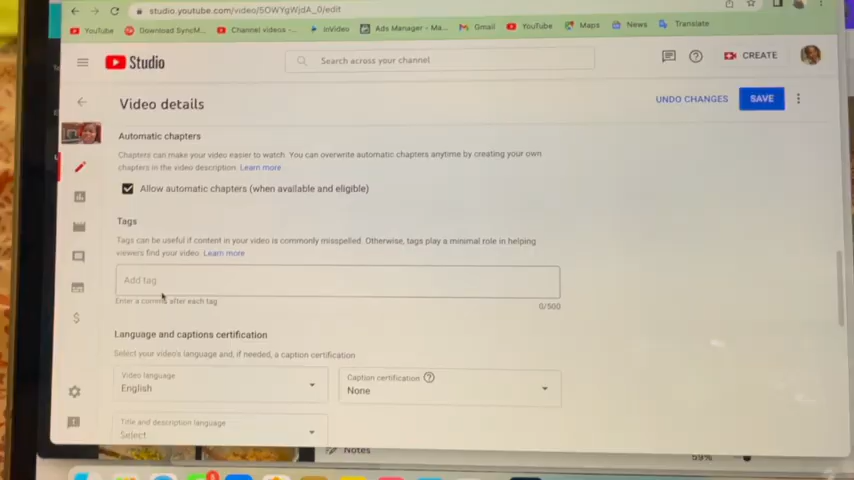 studio.youtube.com/video/5OWYgWjdA_0/edit
YouTube
Download SyncM...
Channel videos -...
InVideo
Ads Manager - Ma...
Gmail
YouTube
Maps
News
Translate
Studio
Search across your channel
CREATE
Video details
UNDO CHANGES
SAVE
Automatic chapters
Chapters can make your video easier to watch. You can overwrite automatic chapters anytime by creating your own
chapters in the video description. Learn more
Allow automatic chapters (when available and eligible)
Tags
Tags can be useful if content in your video is commonly misspelled. Otherwise, tags play a minimal role in helping
viewers find your video. Learn more
Add tag
Enter a comma after each tag
0/500
Language and captions certification
Select your video's language and, if needed, a caption certification
Video language
English
Caption certification
None
Title and description language
Select
Notes
59%